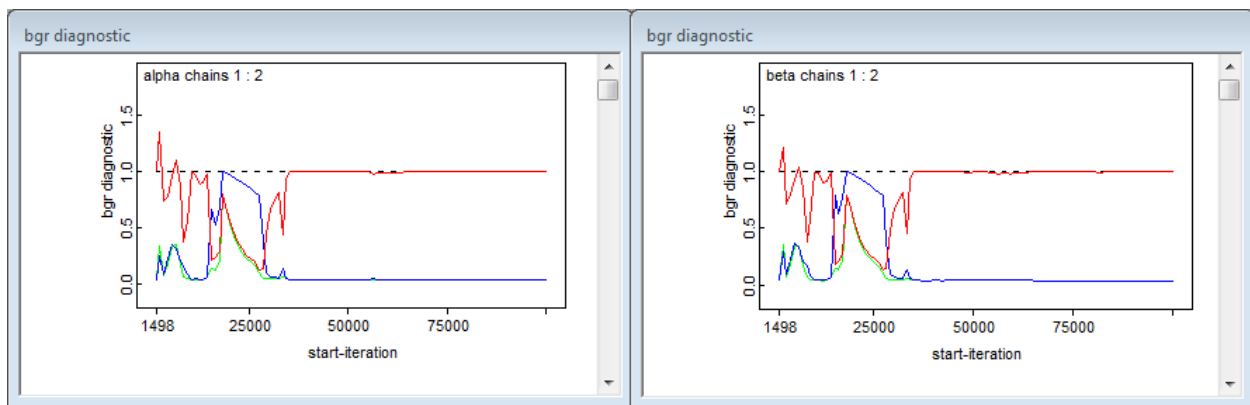 bgr diagnostic
alpha chains 1 : 2
bgr diagnostic
1.5
1.0
0.5
0.0
1498 25000 50000 75000
start-iteration
bgr diagnostic
beta chains 1 : 2
bgr diagnostic
1.5
1.0
0.5
0.0
1498 25000 50000 75000
start-iteration